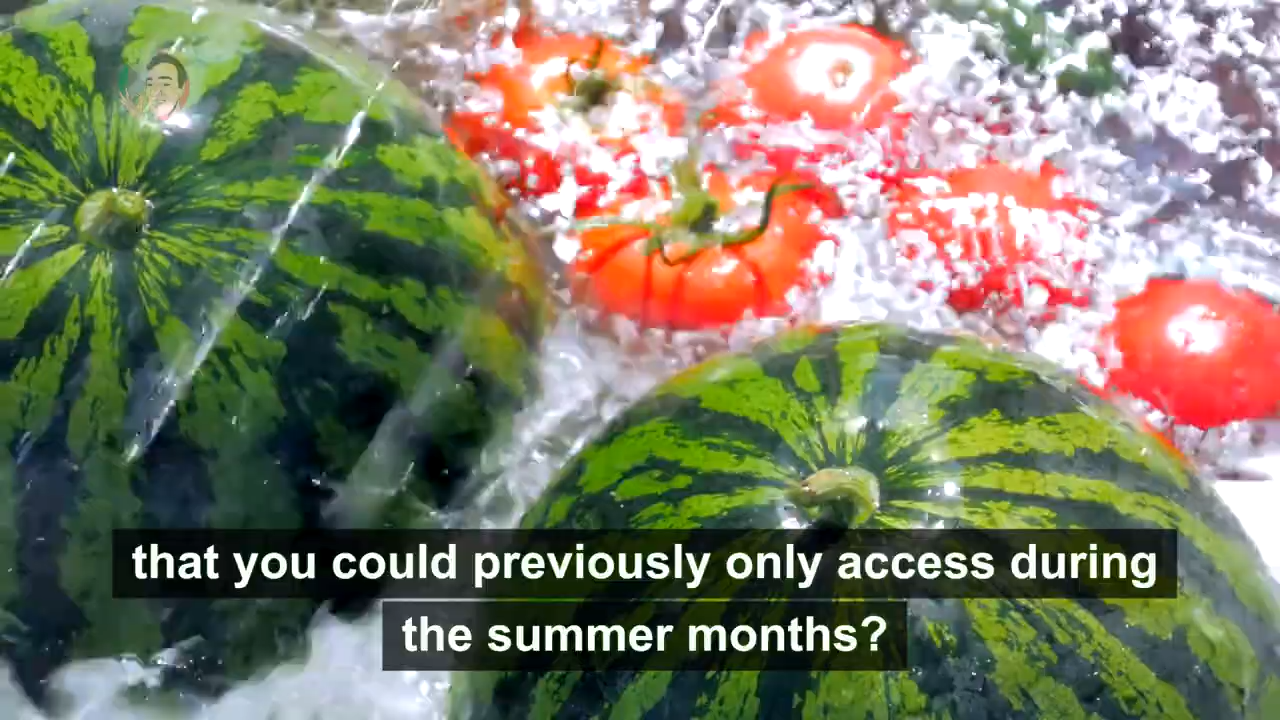 that you could previously only access during
the summer months?